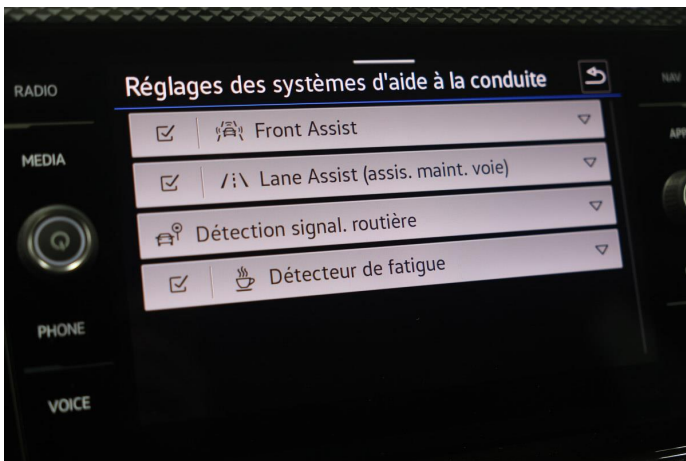 RADIO
MEDIA
PHONE
VOICE
Réglages des systèmes d'aide à la conduite
Front Assist
Lane Assist (assis. maint. voie)
Détection signal. routière
Détecteur de fatigue
NAV